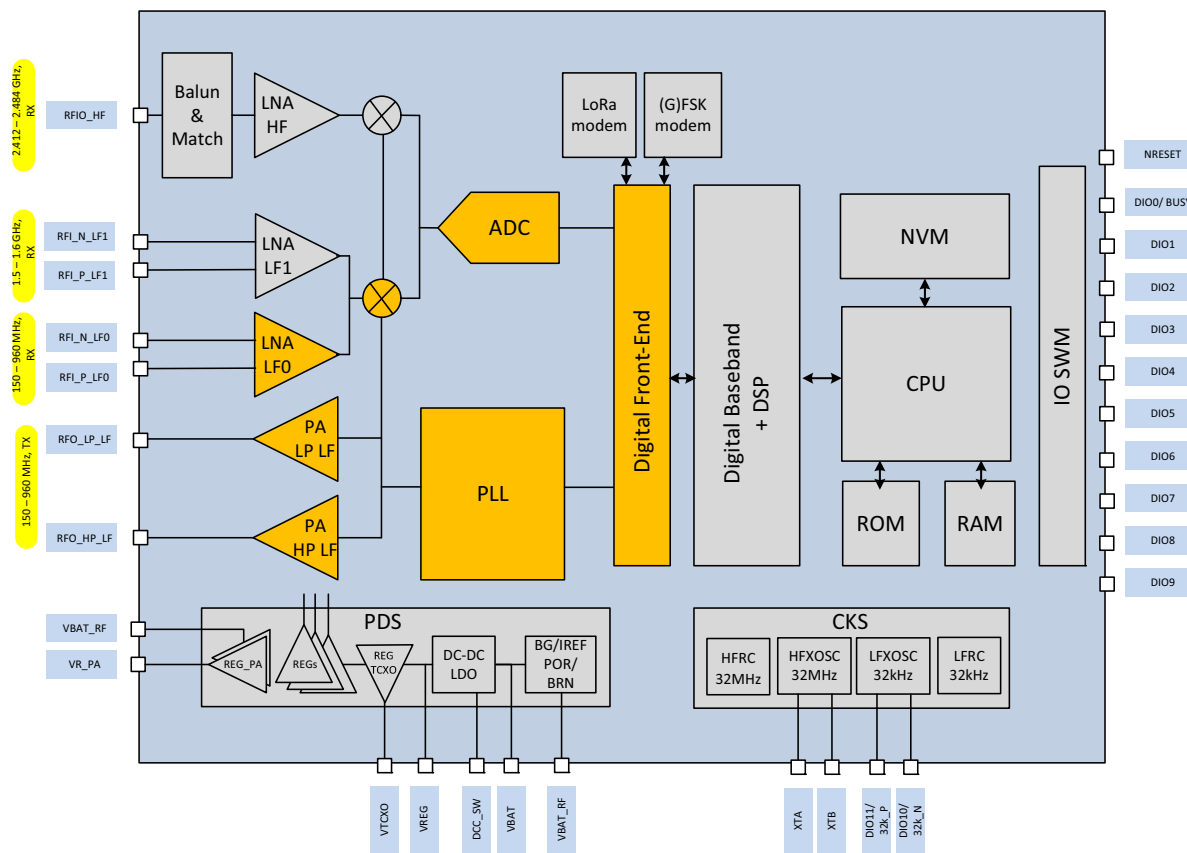 2.412 – 2.484 GHz,
RX
RFIO_HF
Balun
&
Match
LNA
HF
LoRa
modem
(G)FSK
modem
NRESET
DIO0/ BUSY
1.5 – 1.6 GHz,
RX
RFI_N_LF1
RFI_P_LF1
LNA
LF1
ADC
NVM
DIO1
DIO2
150 – 960 MHz,
RX
RFI_N_LF0
RFI_P_LF0
LNA
LF0
Digital Front-End
Digital Baseband
+ DSP
CPU
IO SWM
DIO3
DIO4
DIO5
150 – 960 MHz, TX
RFO_LP_LF
PA
LP LF
PLL
DIO6
DIO7
ROM
RAM
RFO_HP_LF
PA
HP LF
DIO8
DIO9
VBAT_RF
VR_PA
PDS
REG_PA
REGs
REG
TCXO
DC-DC
LDO
BG/IREF
POR/
BRN
CKS
HFRC
32MHz
HFXOSC
32MHz
LFXOSC
32kHz
LFRC
32kHz
VTCXO
VREG
DCC_SW
VBAT
VBAT_RF
XTA
XTB
DIO11/
32k_P
DIO10/
32k_N